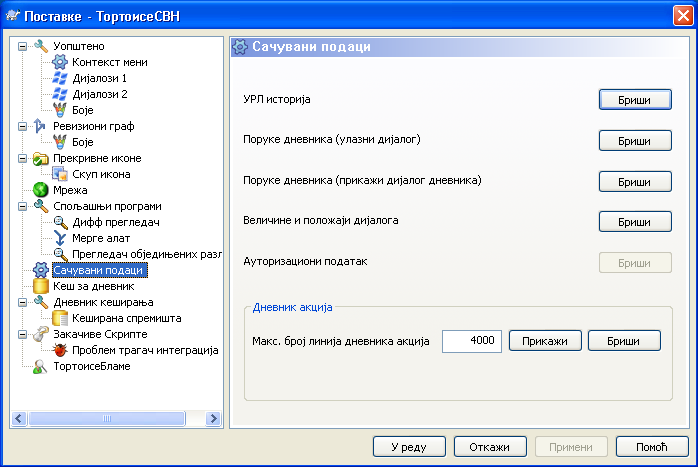 Поставке - ТортоисеСВН
Уопштено
Контекст мени
Дијалози 1
Дијалози 2
Боје
Ревизиони граф
Боје
Прекривне иконе
Скуп икона
Мрежа
Спољашњи програми
Дифф прегледач
Мерге алат
Прегледач обједињених разл
Сачувани подаци
Кеш за дневник
Дневник кеширања
Кеширана спремишта
Закачиве Скрипте
Проблем трагач интеграција
ТортоисеБламе
Сачувани подаци
УРЛ историја
Бриши
Поруке дневника (улазни дијалог)
Бриши
Поруке дневника (прикажи дијалог дневника)
Бриши
Величине и положаји дијалога
Бриши
Ауторизациони податак
Бриши
Дневник акција
Макс. број линија дневника акција
4000
Прикажи
Бриши
У реду
Откажи
Примени
Помоћ